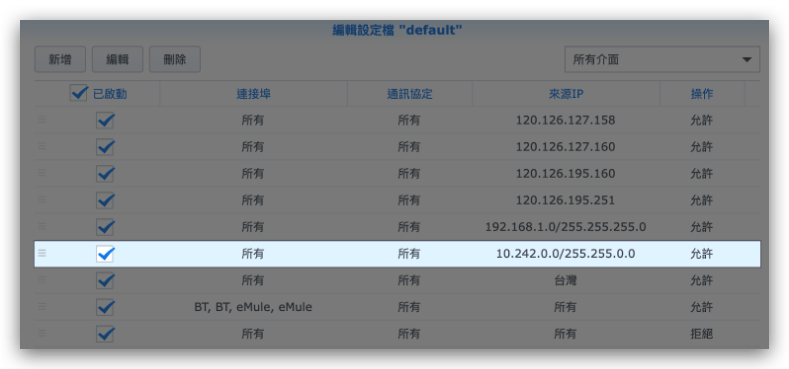 編輯設定檔 "default"
新增 編輯 刪除 所有介面
已啟動 連接埠 通訊協定 來源IP 操作
所有 所有 120.126.127.158 允許
所有 所有 120.126.127.160 允許
所有 所有 120.126.195.160 允許
所有 所有 120.126.195.251 允許
所有 所有 192.168.1.0/255.255.255.0 允許
所有 所有 10.242.0.0/255.255.0.0 允許
所有 所有 台灣 允許
BT, BT, eMule, eMule 所有 所有 允許
所有 所有 所有 拒絕